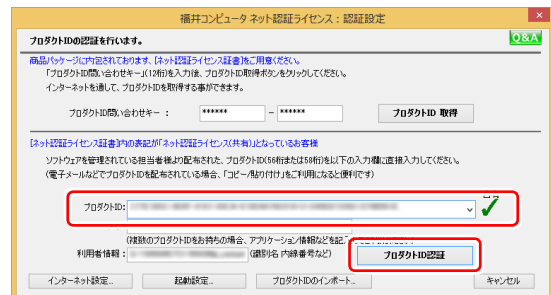 福井コンピュータ ネット認証ライセンス：認証設定
×
プロダクトIDの認証を行います。
Q&A
商品パッケージに内包されております、[ネット認証ライセンス証書]をご用意ください。
「プロダクトID問い合わせキー」(12桁)を入力後、プロダクトID取得ボタンをクリックしてください。
インターネットを通して、プロダクトIDを取得する事ができます。
プロダクトID問い合わせキー： ****** － ****** プロダクトID 取得
[ネット認証ライセンス証書]内の表記が「ネット認証ライセンス(共有)」となっているお客様
ソフトウェアを管理されている担当者様より配布された、プロダクトID(56桁または58桁)を以下の入力欄に直接入力してください。
(電子メールなどでプロダクトIDを配布されている場合、「コピー/貼り付け」をご利用になると便利です)
プロダクトID:
(複数のプロダクトIDをお持ちの場合、アプリケーション情報などを記
利用者情報： (識別名 内線番号など) プロダクトID認証
インターネット設定... 起動設定... プロダクトIDのインポート... キャンセル